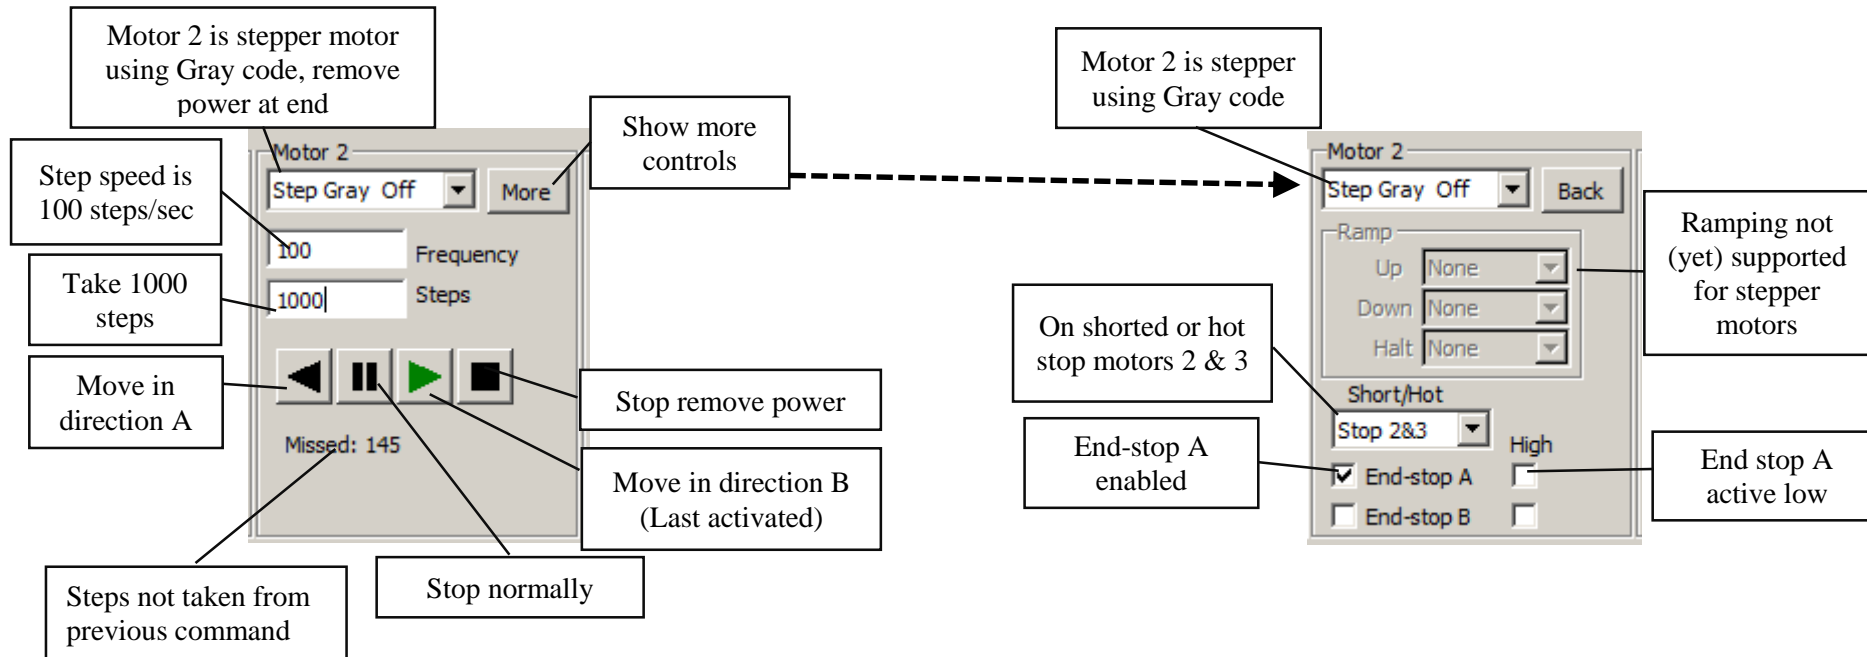 Motor 2 is stepper motor
using Gray code, remove
power at end
Show more
controls
Step speed is
100 steps/sec
Take 1000
steps
Move in
direction A
Motor 2
Step Gray Off
More
100
Frequency
1000
Steps
Missed: 145
Stop remove power
Move in direction B
(Last activated)
Stop normally
Steps not taken from
previous command
Motor 2 is stepper
using Gray code
Motor 2
Step Gray Off
Back
Ramp
Up None
Down None
Halt None
Short/Hot
Stop 2&3
High
End-stop A
End-stop B
Ramping not
(yet) supported
for stepper
motors
On shorted or hot
stop motors 2 & 3
End-stop A
enabled
End stop A
active low